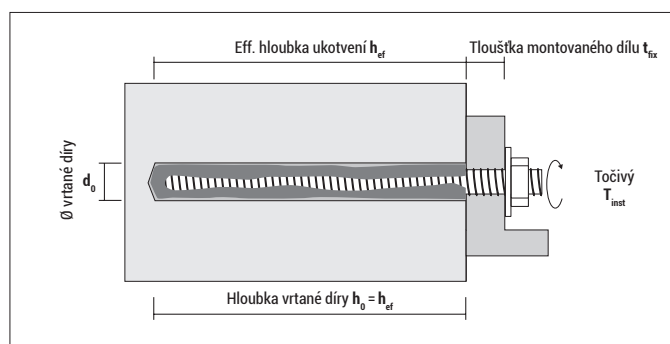 Eff. hloubka ukotvení hef
Tloušťka montovaného dílu tfix
Ø vrtané díry
d0
Točivý
Tinst
Hloubka vrtané díry h0 = hef